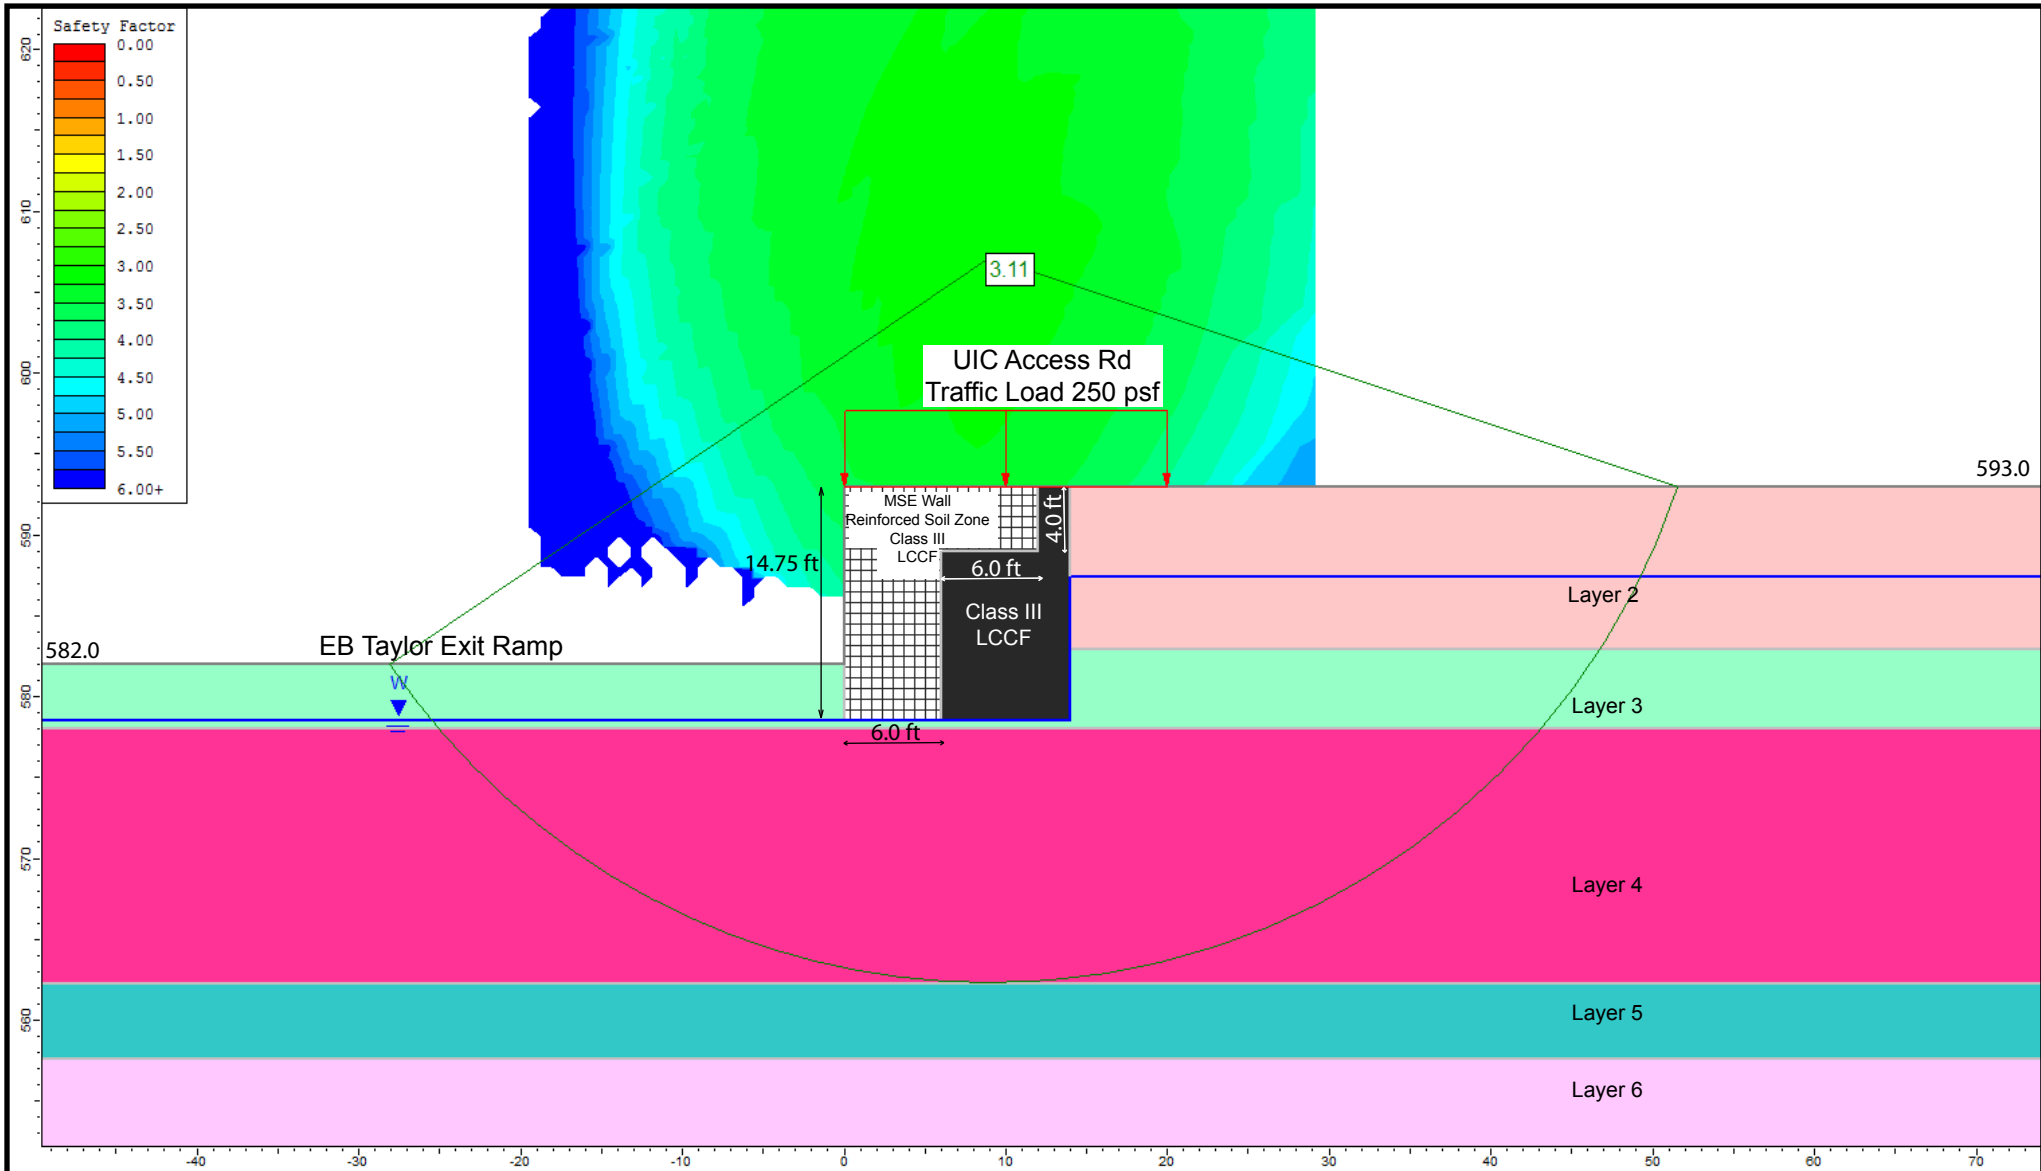 Safety Factor
0.00
0.50
1.00
1.50
2.00
2.50
3.00
3.50
4.00
4.50
5.00
5.50
6.00+
620
610
600
590
580
570
560
3.11
UIC Access Rd
Traffic Load 250 psf
593.0
MSE Wall
Reinforced Soil Zone
Class III
LCCF
4.0 ft
14.75 ft
6.0 ft
Class III
LCCF
Layer 2
EB Taylor Exit Ramp
582.0
W
Layer 3
6.0 ft
Layer 4
Layer 5
Layer 6
-40
-30
-20
-10
0
10
20
30
40
50
60
70